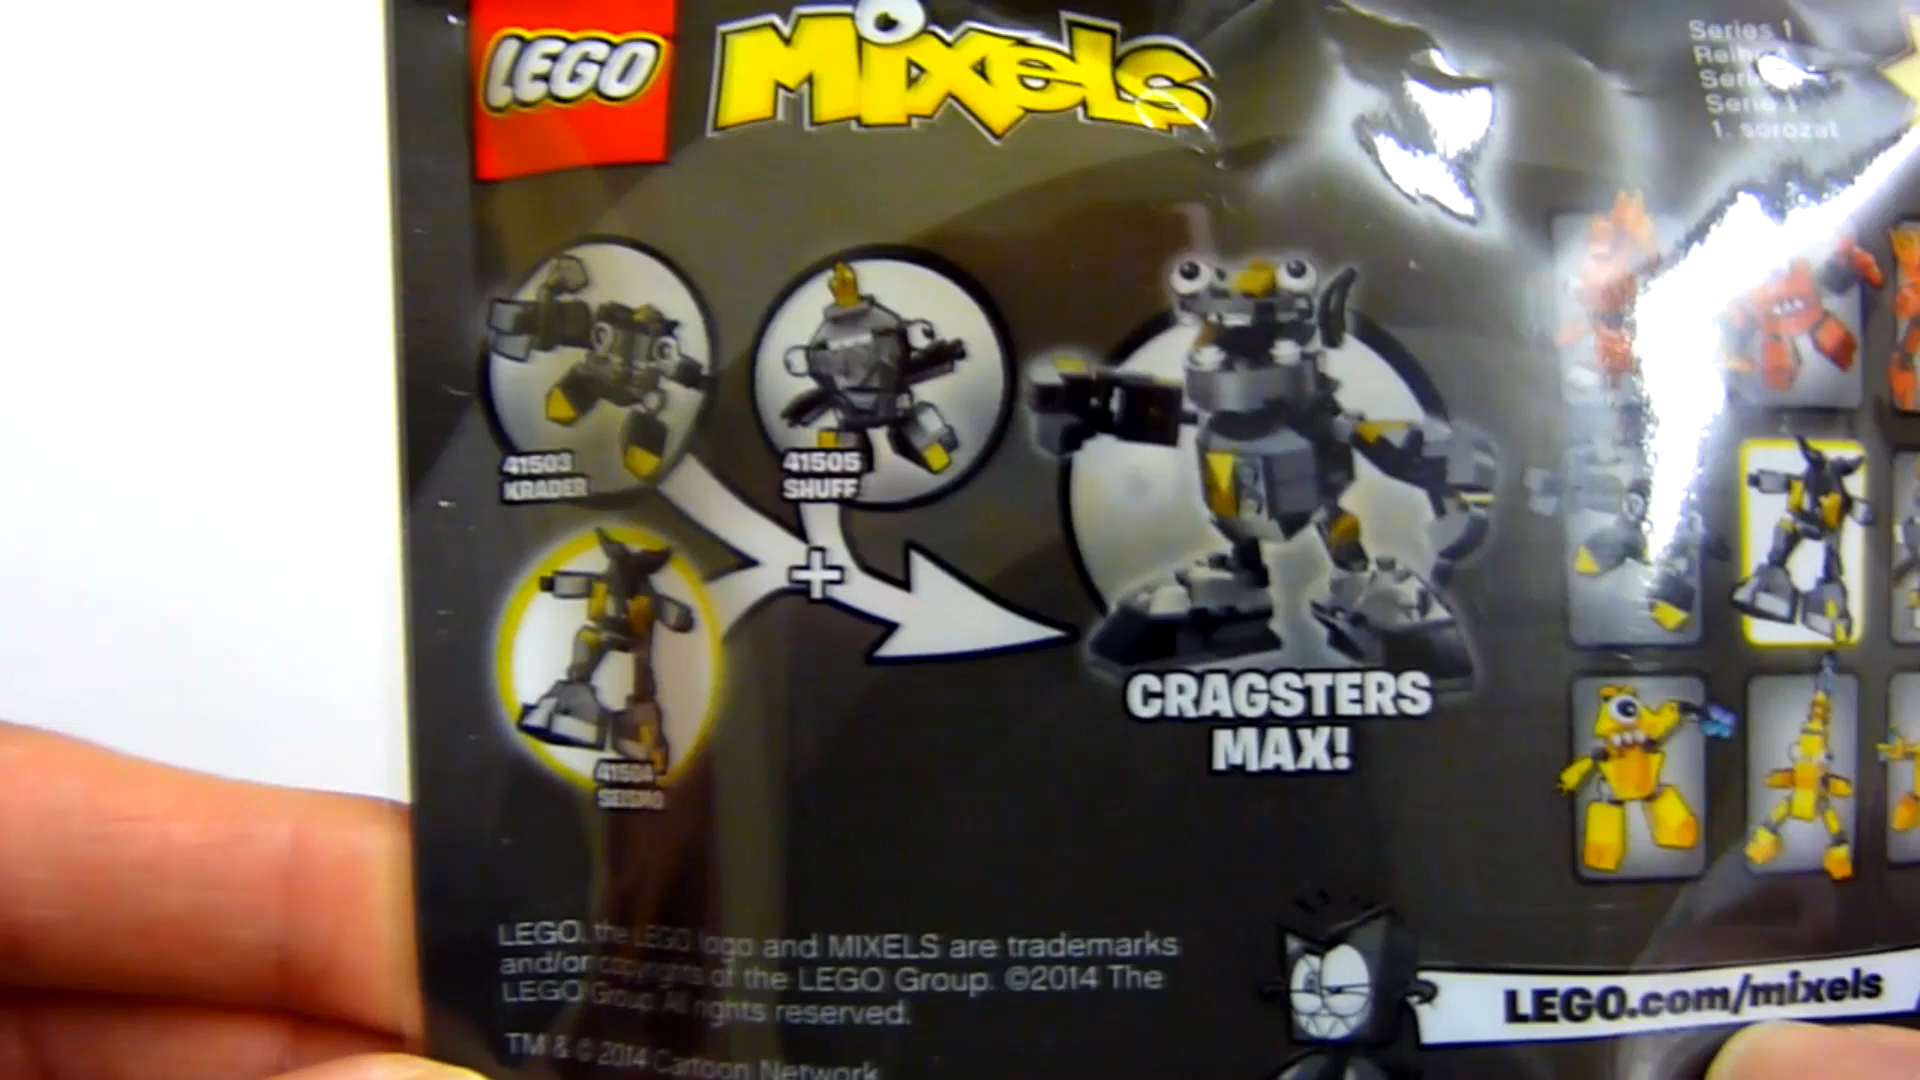 LEGO
MIXELS
Series 1
1. sorozat
41503
KRADER
41505
SHUFF
+
41504
SEISMO
CRAGSTERS
MAX!
LEGO, the LEGO logo and MIXELS are trademarks
and/or copyrights of the LEGO Group. ©2014 The
LEGO Group. All rights reserved.
TM & © 2014 Cartoon Network.
LEGO.com/mixels